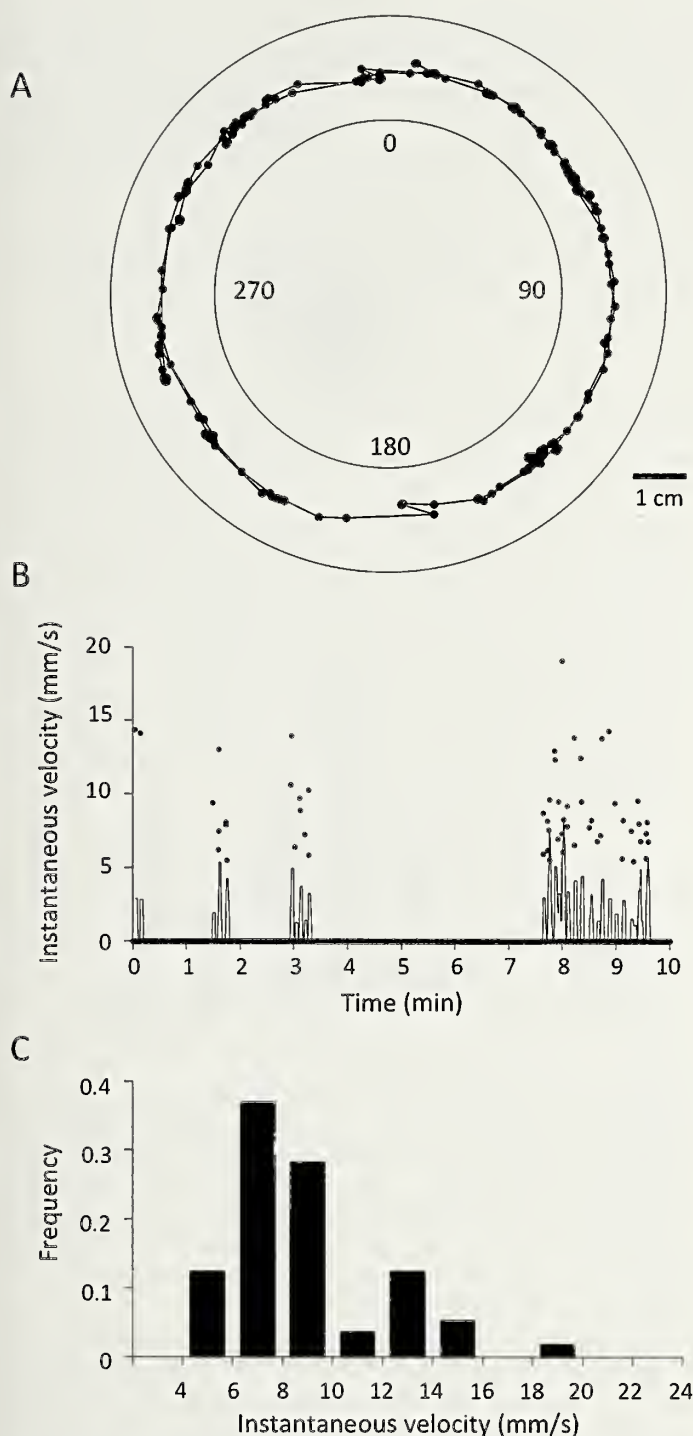 A
0
270
90
180
1 cm
B
Instantaneous velocity (mm/s)
20
15
10
5
0
0 1 2 3 4 5 6 7 8 9 10
Time (min)
C
Frequency
0.4
0.3
0.2
0.1
0
4 6 8 10 12 14 16 18 20 22 24
Instantaneous velocity (mm/s)